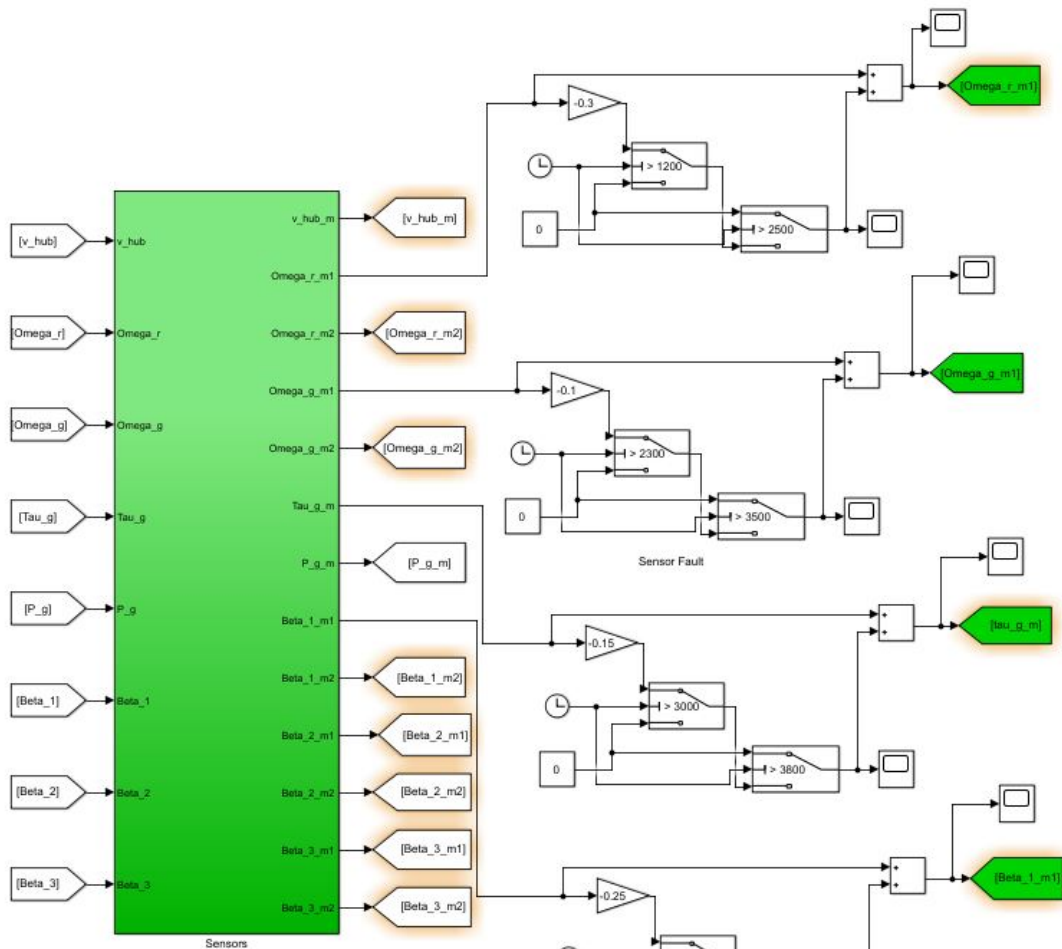 [v_hub]
[Omega_r]
[Omega_g]
[Tau_g]
[P_g]
[Beta_1]
[Beta_2]
[Beta_3]
v_hub
Omega_r
Omega_g
Tau_g
P_g
Beta_1
Beta_2
Beta_3
v_hub_m
Omega_r_m1
Omega_r_m2
Omega_g_m1
Omega_g_m2
Tau_g_m
P_g_m
Beta_1_m1
Beta_1_m2
Beta_2_m1
Beta_2_m2
Beta_3_m1
Beta_3_m2
Sensors
[v_hub_m]
[Omega_r_m2]
[Omega_g_m2]
[P_g_m]
[Beta_1_m2]
[Beta_2_m1]
[Beta_2_m2]
[Beta_3_m1]
[Beta_3_m2]
-0.3
> 1200
0
> 2500
+
+
[Omega_r_m1]
-0.1
> 2300
0
> 3500
+
+
[Omega_g_m1]
Sensor Fault
-0.15
> 3000
0
> 3800
+
+
[tau_g_m]
-0.25
+
+
[Beta_1_m1]